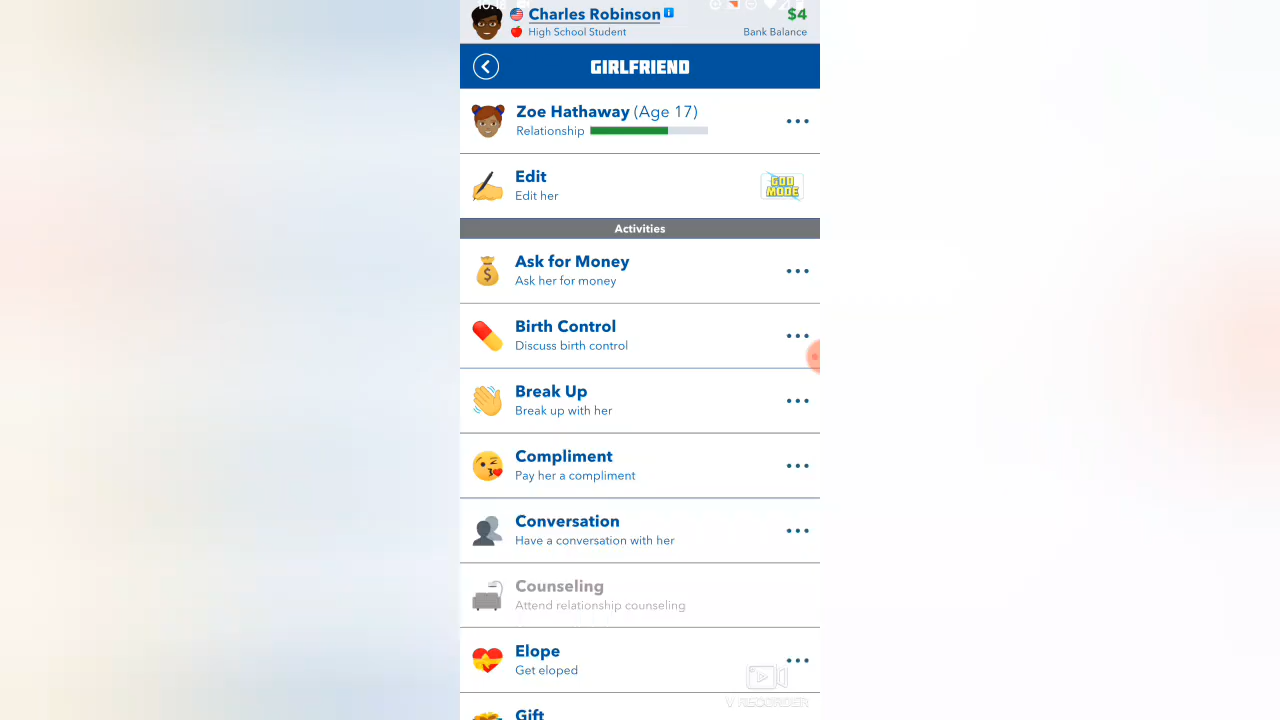 Charles Robinson
$4
High School Student
Bank Balance
GIRLFRIEND
Zoe Hathaway (Age 17)
Relationship
Edit
Edit her
GOD
MODE
Activities
Ask for Money
Ask her for money
Birth Control
Discuss birth control
Break Up
Break up with her
Compliment
Pay her a compliment
Conversation
Have a conversation with her
Counseling
Attend relationship counseling
Elope
Get eloped
V RECORDER
Gift